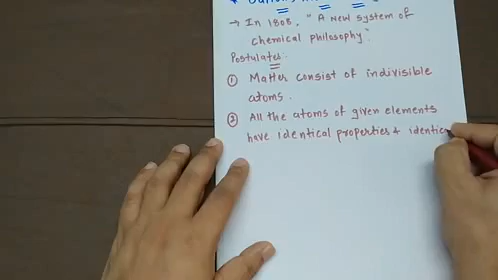 → In 1808, "A new system of
chemical philosophy".
Postulates:
① Matter consist of indivisible
atoms.
② All the atoms of given elements
have identical properties & identic